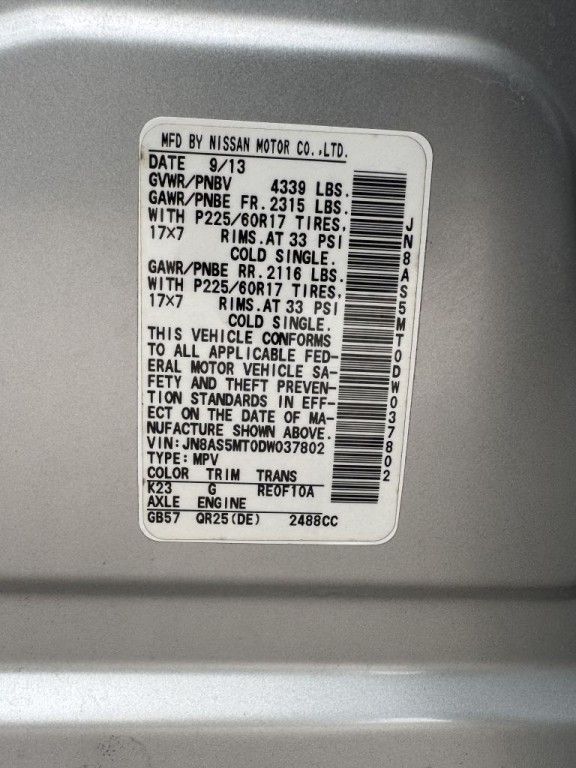 MFD BY NISSAN MOTOR CO.,LTD.
DATE 9/13
GVWR/PNBV 4339 LBS.
GAWR/PNBE FR. 2315 LBS.
WITH P225/60R17 TIRES,
17X7 RIMS.AT 33 PSI
COLD SINGLE.
GAWR/PNBE RR. 2116 LBS.
WITH P225/60R17 TIRES,
17X7 RIMS.AT 33 PSI
COLD SINGLE.
THIS VEHICLE CONFORMS
TO ALL APPLICABLE FED-
ERAL MOTOR VEHICLE SA-
FETY AND THEFT PREVEN-
TION STANDARDS IN EFF-
ECT ON THE DATE OF MA-
NUFACTURE SHOWN ABOVE.
VIN:JN8AS5MT0DW037802
TYPE:MPV
COLOR TRIM TRANS
K23 G RE0F10A
AXLE ENGINE
GB57 QR25(DE) 2488CC
JN8AS5MT0DW037802